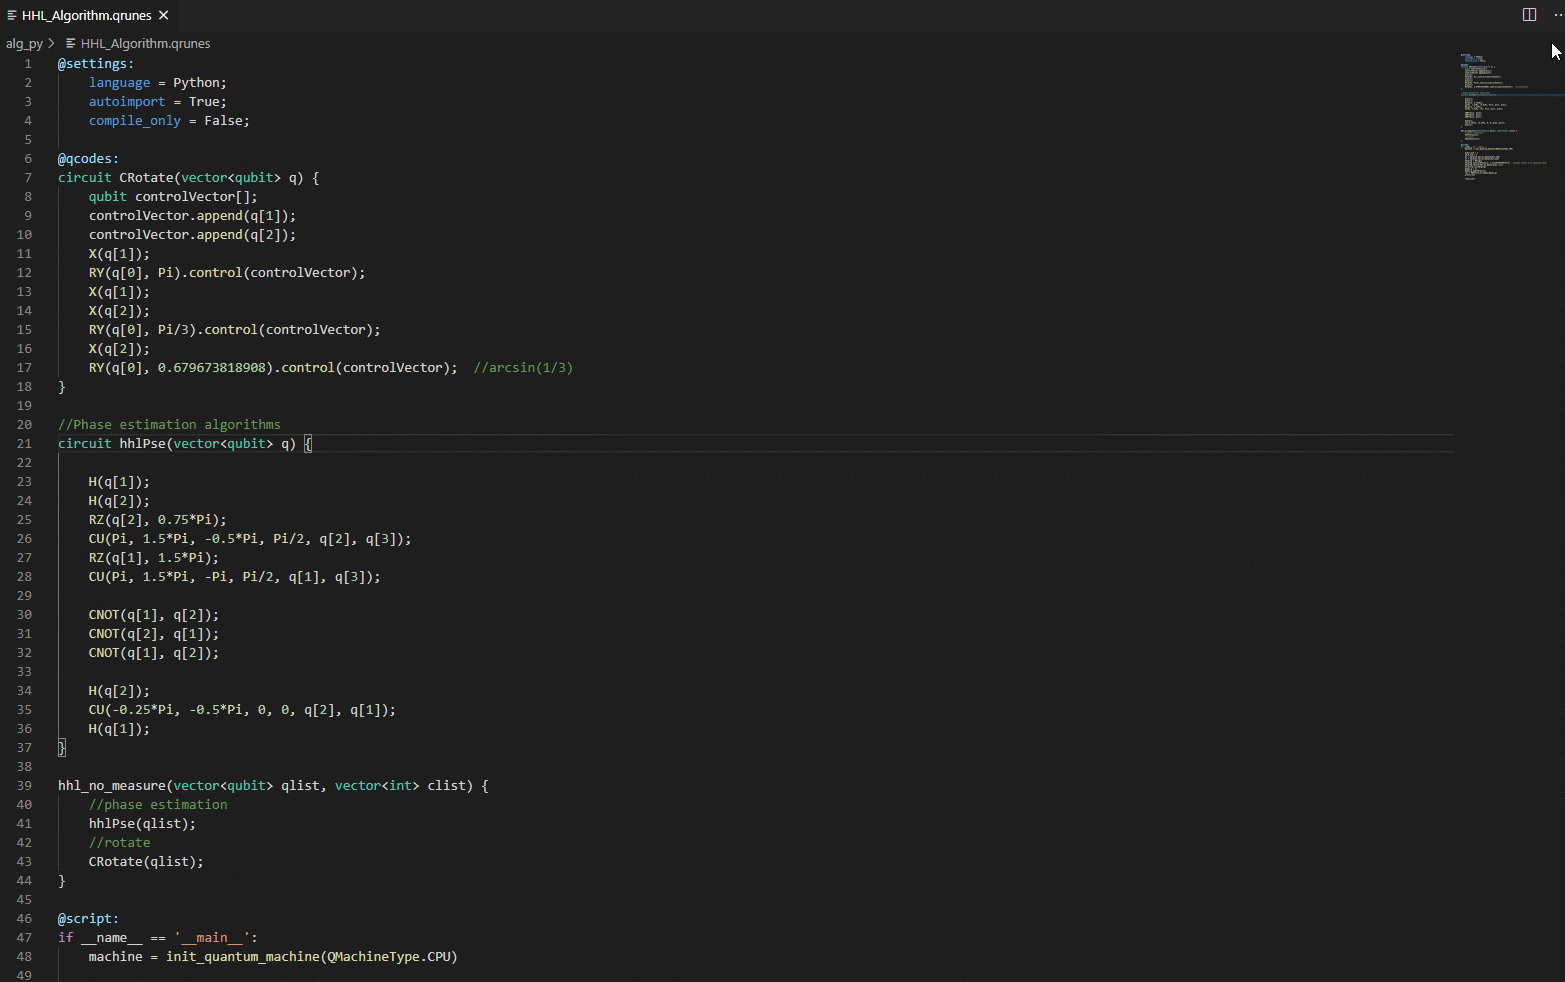 HHL_Algorithm.qrunes
alg_py > HHL_Algorithm.qrunes
1 @settings:
2     language = Python;
3     autoimport = True;
4     compile_only = False;
5
6 @qcodes:
7 circuit CRotate(vector<qubit> q) {
8     qubit controlVector[];
9     controlVector.append(q[1]);
10     controlVector.append(q[2]);
11     X(q[1]);
12     RY(q[0], Pi).control(controlVector);
13     X(q[1]);
14     X(q[2]);
15     RY(q[0], Pi/3).control(controlVector);
16     X(q[2]);
17     RY(q[0], 0.679673818908).control(controlVector);  //arcsin(1/3)
18 }
19
20 //Phase estimation algorithms
21 circuit hhlPse(vector<qubit> q) {
22
23     H(q[1]);
24     H(q[2]);
25     RZ(q[2], 0.75*Pi);
26     CU(Pi, 1.5*Pi, -0.5*Pi, Pi/2, q[2], q[3]);
27     RZ(q[1], 1.5*Pi);
28     CU(Pi, 1.5*Pi, -Pi, Pi/2, q[1], q[3]);
29
30     CNOT(q[1], q[2]);
31     CNOT(q[2], q[1]);
32     CNOT(q[1], q[2]);
33
34     H(q[2]);
35     CU(-0.25*Pi, -0.5*Pi, 0, 0, q[2], q[1]);
36     H(q[1]);
37 }
38
39 hhl_no_measure(vector<qubit> qlist, vector<int> clist) {
40     //phase estimation
41     hhlPse(qlist);
42     //rotate
43     CRotate(qlist);
44 }
45
46 @script:
47 if __name__ == '__main__':
48     machine = init_quantum_machine(QMachineType.CPU)
49